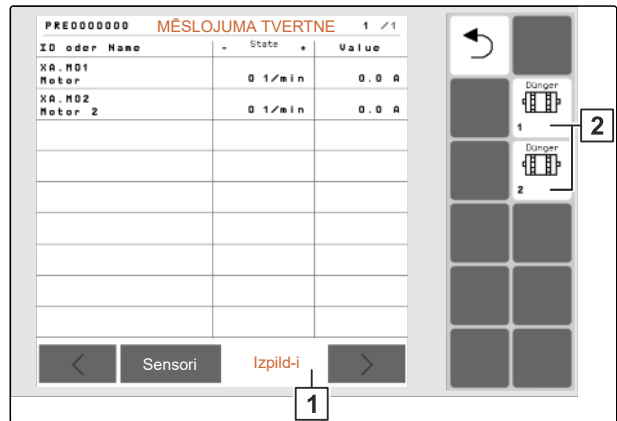 PRE0000000 MĒSLOJUMA TVERTNE 1 /1
ID oder Name - State + Value
XA.M01
Motor 0 1/min 0.0 A
XA.M02
Motor 2 0 1/min 0.0 A
Sensori Izpild-i
Dünger
1
Dünger
2
2
1